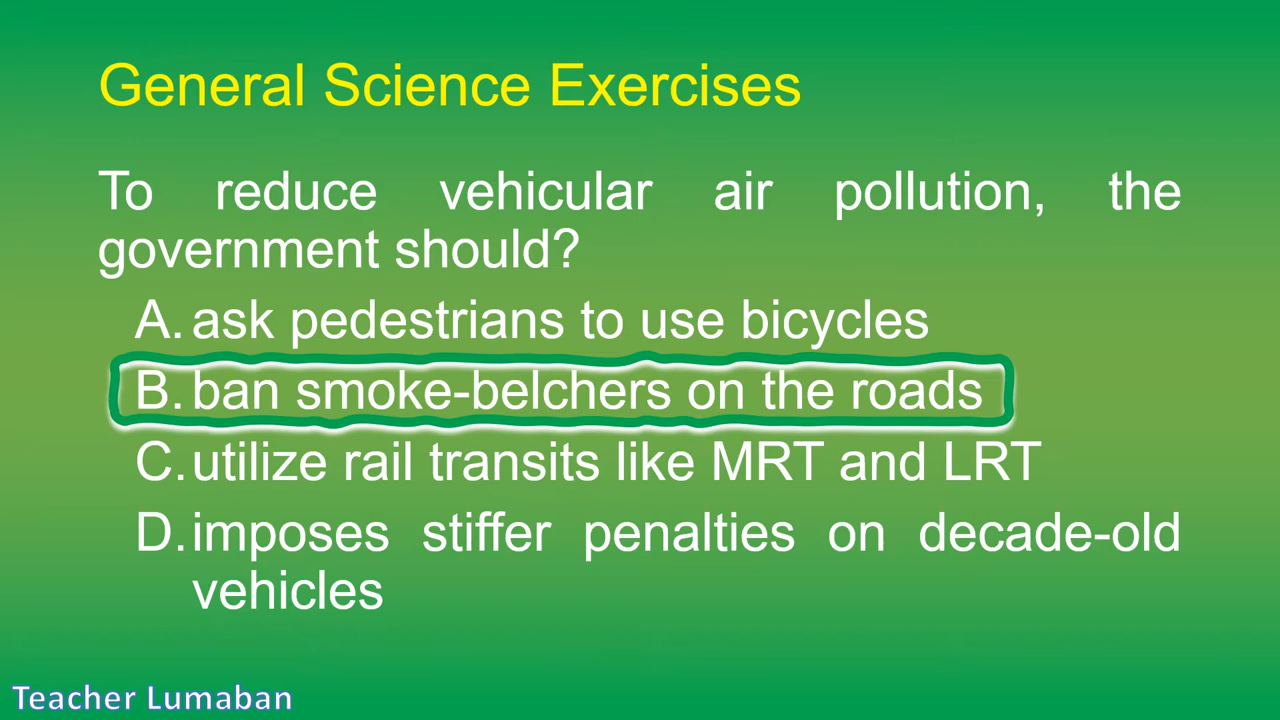 General Science Exercises
To reduce vehicular air pollution, the
government should?
A. ask pedestrians to use bicycles
B. ban smoke-belchers on the roads
C. utilize rail transits like MRT and LRT
D. imposes stiffer penalties on decade-old
vehicles
Teacher Lumaban